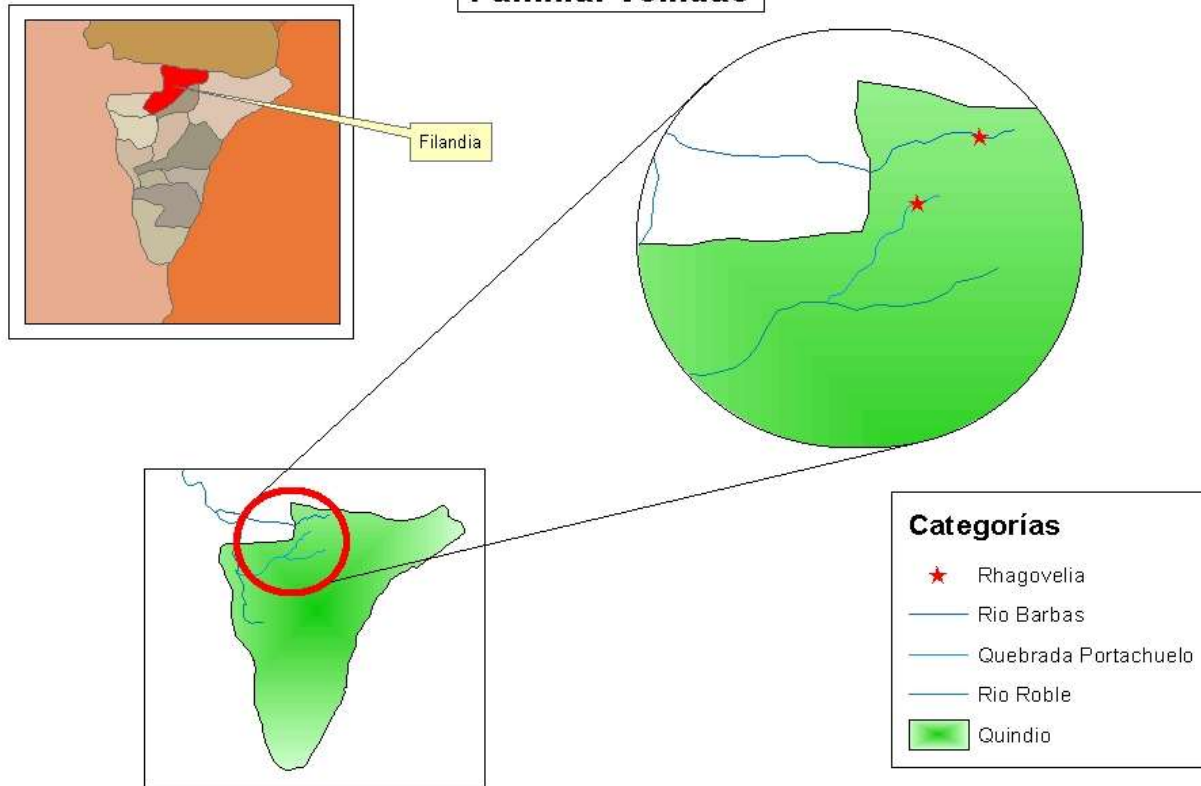 Filandia
Categorías
Rhagovelia
Rio Barbas
Quebrada Portachuelo
Rio Roble
Quindio